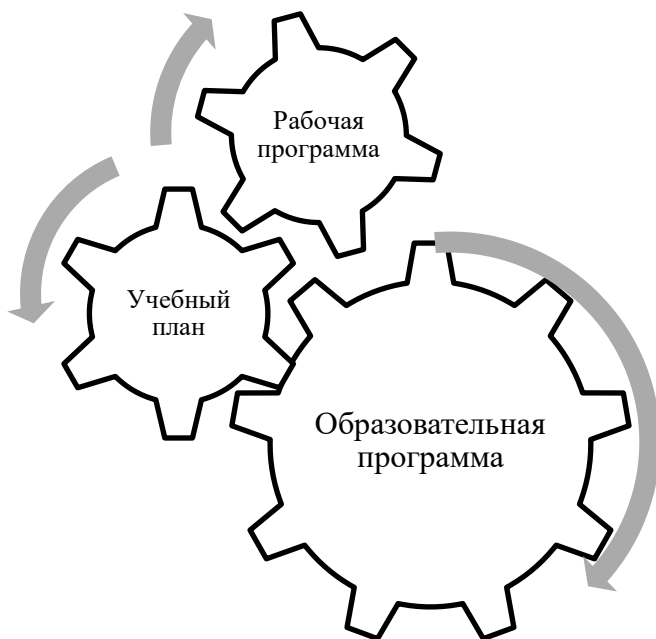 Рабочая
программа
Учебный
план
Образовательная
программа